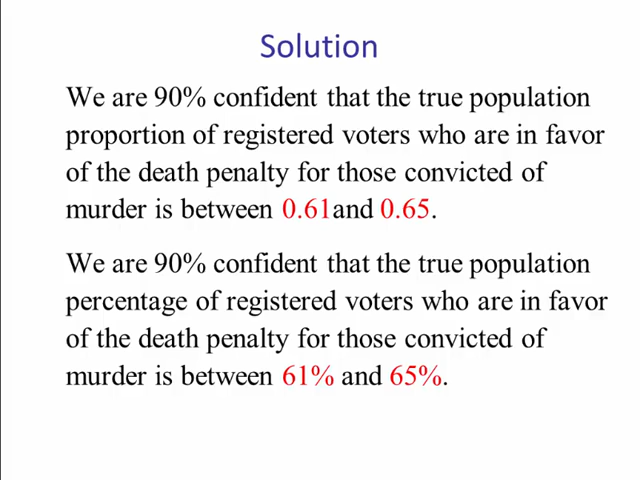 Solution
We are 90% confident that the true population
proportion of registered voters who are in favor
of the death penalty for those convicted of
murder is between 0.61and 0.65.
We are 90% confident that the true population
percentage of registered voters who are in favor
of the death penalty for those convicted of
murder is between 61% and 65%.